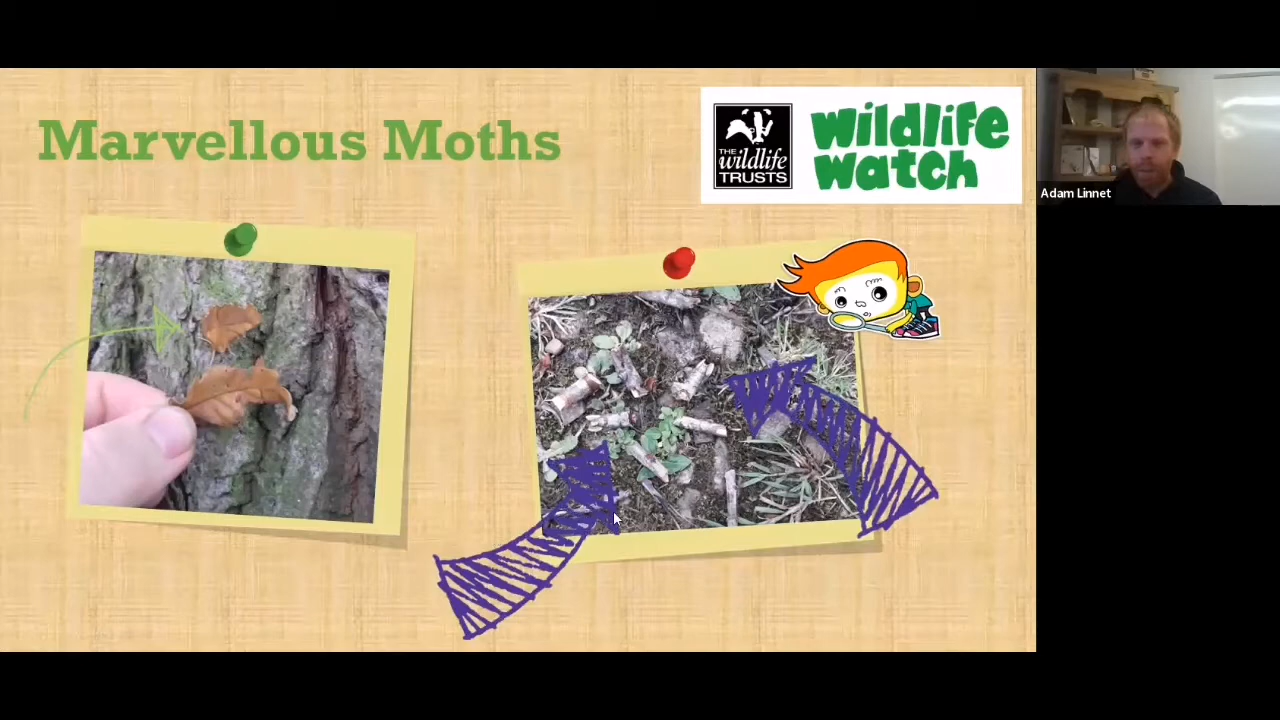 Marvellous Moths
THE
wildlife
TRUSTS
wildlife
watch
Adam Linnet